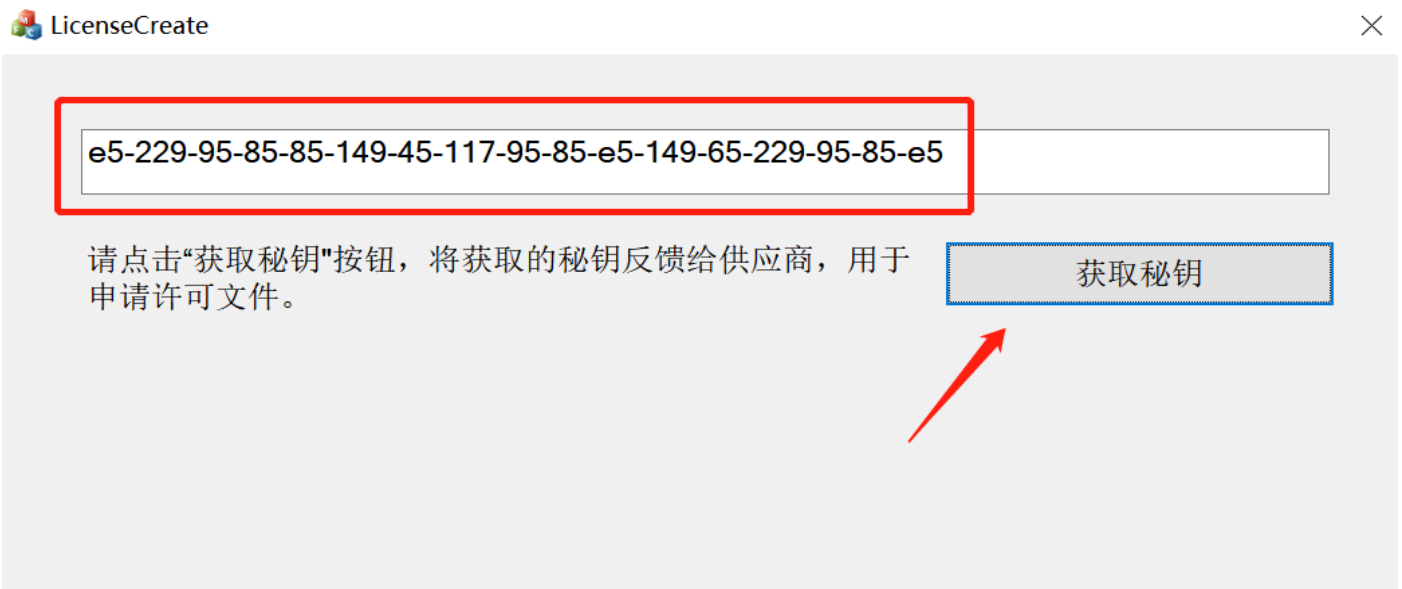 LicenseCreate
e5-229-95-85-85-149-45-117-95-85-e5-149-65-229-95-85-e5
请点击“获取秘钥"按钮，将获取的秘钥反馈给供应商，用于
申请许可文件。
获取秘钥